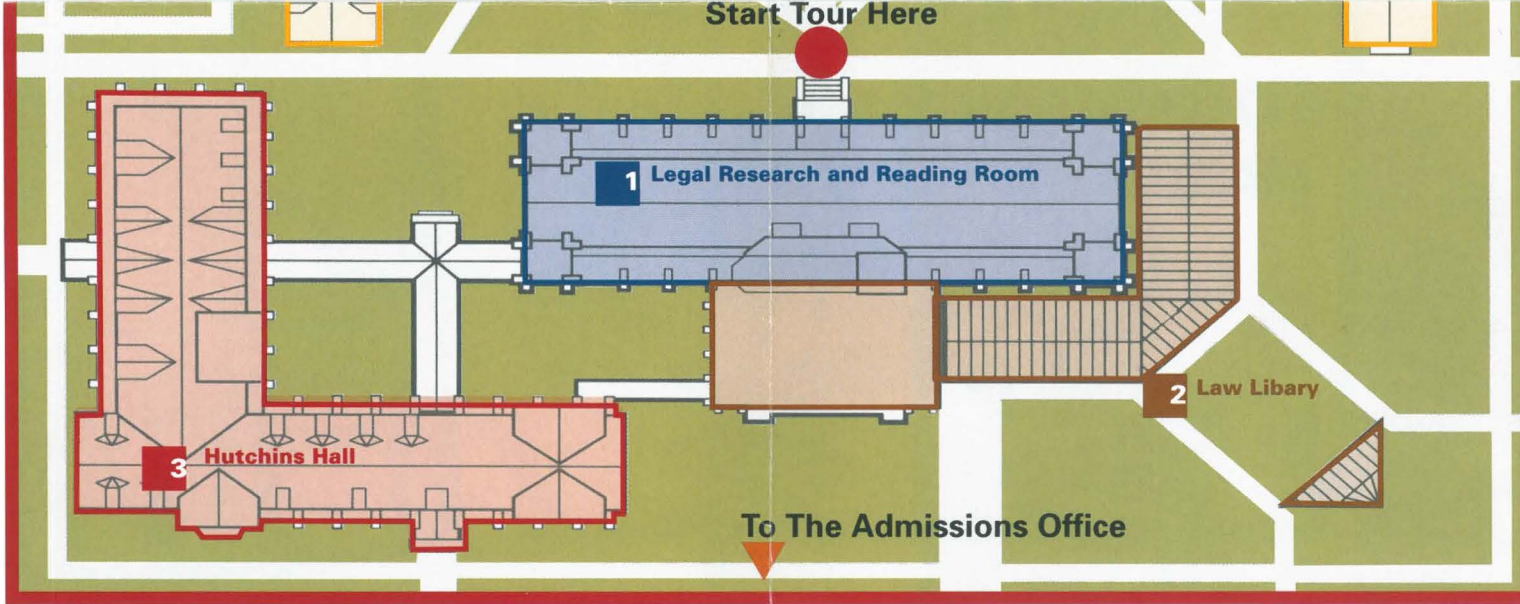 Start Tour Here
1 Legal Research and Reading Room
2 Law Libary
3 Hutchins Hall
To The Admissions Office